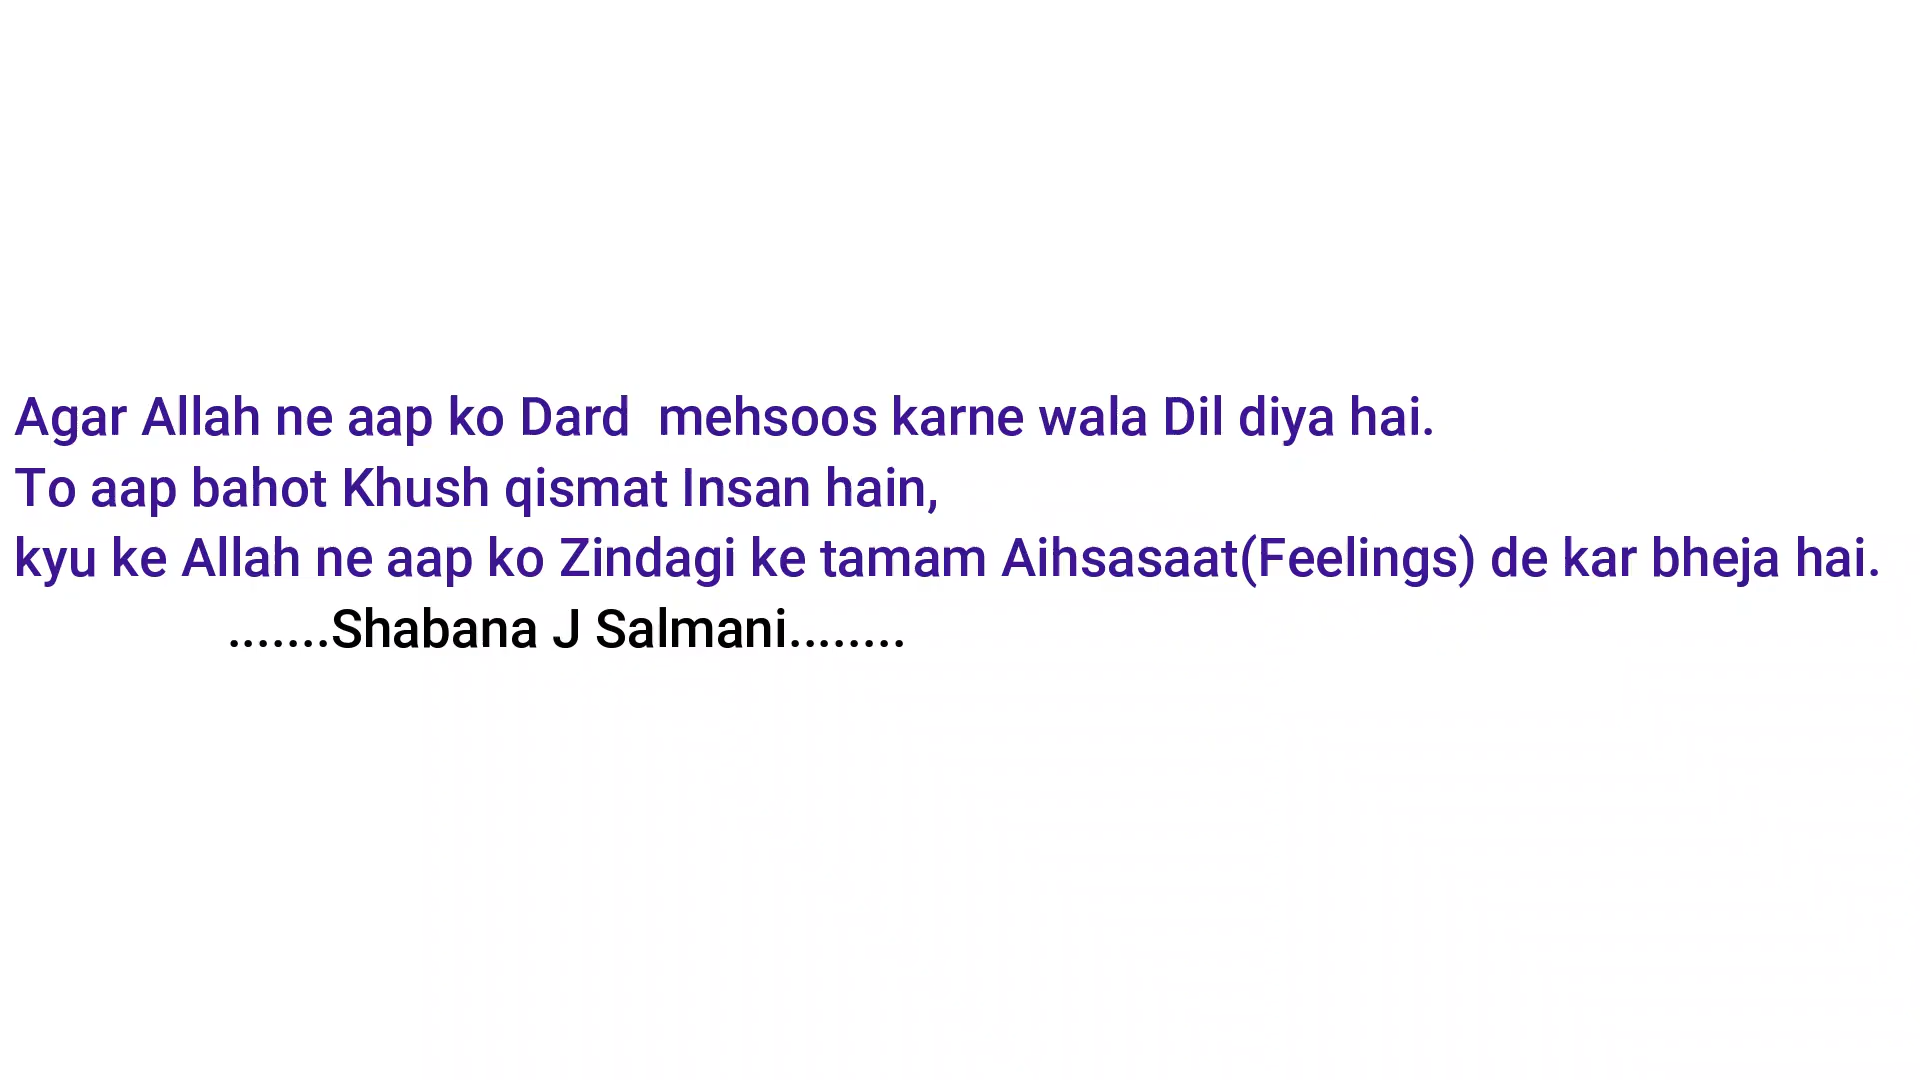 Agar Allah ne aap ko Dard  mehsoos karne wala Dil diya hai.
To aap bahot Khush qismat Insan hain,
kyu ke Allah ne aap ko Zindagi ke tamam Aihsasaat(Feelings) de kar bheja hai.
.......Shabana J Salmani........